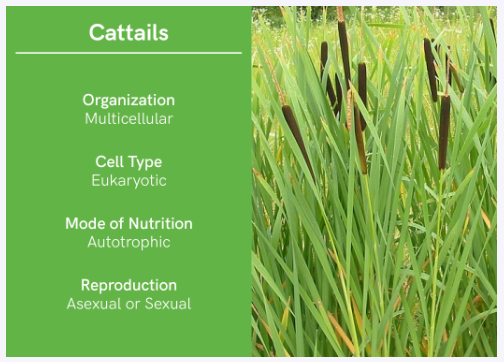 Cattails
Organization
Multicellular
Cell Type
Eukaryotic
Mode of Nutrition
Autotrophic
Reproduction
Asexual or Sexual